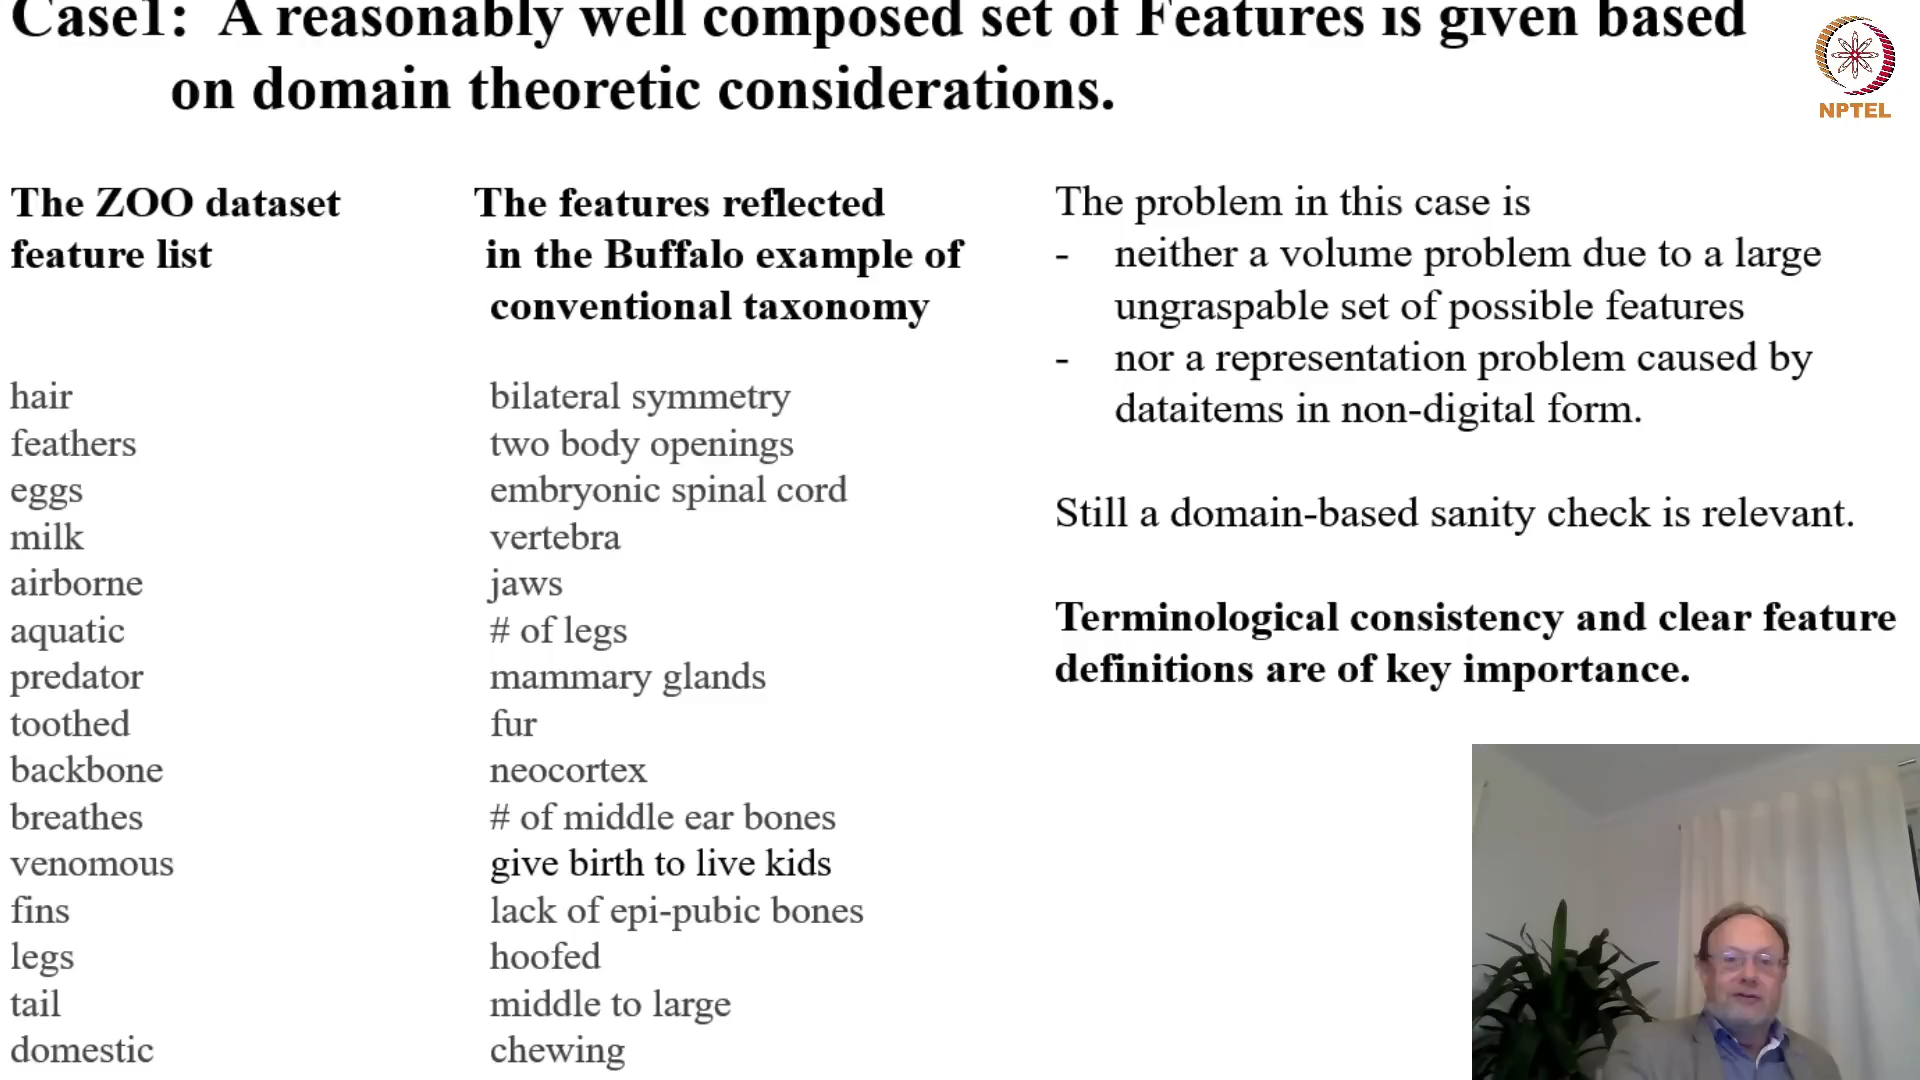 Case1: A reasonably well composed set of Features is given based
on domain theoretic considerations.
NPTEL
The ZOO dataset
feature list
hair
feathers
eggs
milk
airborne
aquatic
predator
toothed
backbone
breathes
venomous
fins
legs
tail
domestic
The features reflected
in the Buffalo example of
conventional taxonomy
bilateral symmetry
two body openings
embryonic spinal cord
vertebra
jaws
# of legs
mammary glands
fur
neocortex
# of middle ear bones
give birth to live kids
lack of epi-pubic bones
hoofed
middle to large
chewing
The problem in this case is
- neither a volume problem due to a large
ungraspable set of possible features
- nor a representation problem caused by
dataitems in non-digital form.
Still a domain-based sanity check is relevant.
Terminological consistency and clear feature
definitions are of key importance.